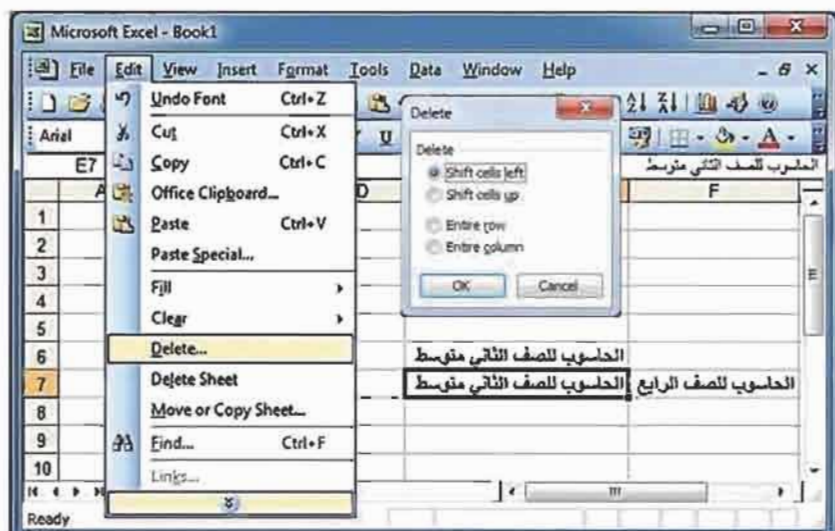 Microsoft Excel - Book1
File Edit View Insert Format Tools Data Window Help
Arial U A
E7 الحاسوب للصف الثاني متوسط
A D F
1
2
3
4
5
6 الحاسوب للصف الثاني متوسط
7 الحاسوب للصف الثاني متوسط الحاسوب للصف الرابع
8
9
10
Ready
Undo Font Ctrl+Z
Cut Ctrl+X
Copy Ctrl+C
Office Clipboard...
Paste Ctrl+V
Paste Special...
Fill
Clear
Delete...
Delete Sheet
Move or Copy Sheet...
Find... Ctrl+F
Links...
Delete
Delete
Shift cells left
Shift cells up
Entire row
Entire column
OK Cancel